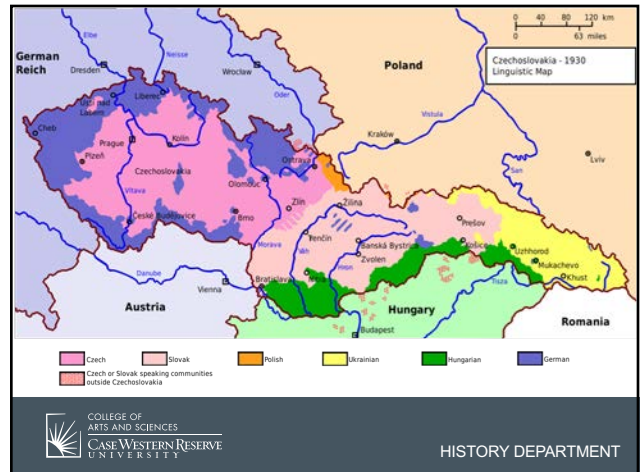 0 40 80 120 km
0 63 miles
Czechoslovakia - 1930
Linguistic Map
German
Reich
Elbe
Neisse
Dresden
Wrocław
Oder
Poland
Ústí nad
Labem
Liberec
Vistula
Cheb
Prague
Kolín
Kraków
Lviv
Plzeň
Czechoslovakia
Ostrava
San
Olomouc
Vltava
Zlín
Žilina
Prešov
České Budějovice
Brno
Morava
Trenčín
Váh
Banská Bystrica
Košice
Uzhhorod
Zvolen
Hron
Mukachevo
Danube
Bratislava
Nitra
Khust
Vienna
Tisza
Austria
Hungary
Romania
Budapest
Czech
Slovak
Polish
Ukrainian
Hungarian
German
Czech or Slovak speaking communities
outside Czechoslovakia
COLLEGE OF
ARTS AND SCIENCES
CASE WESTERN RESERVE
UNIVERSITY
HISTORY DEPARTMENT